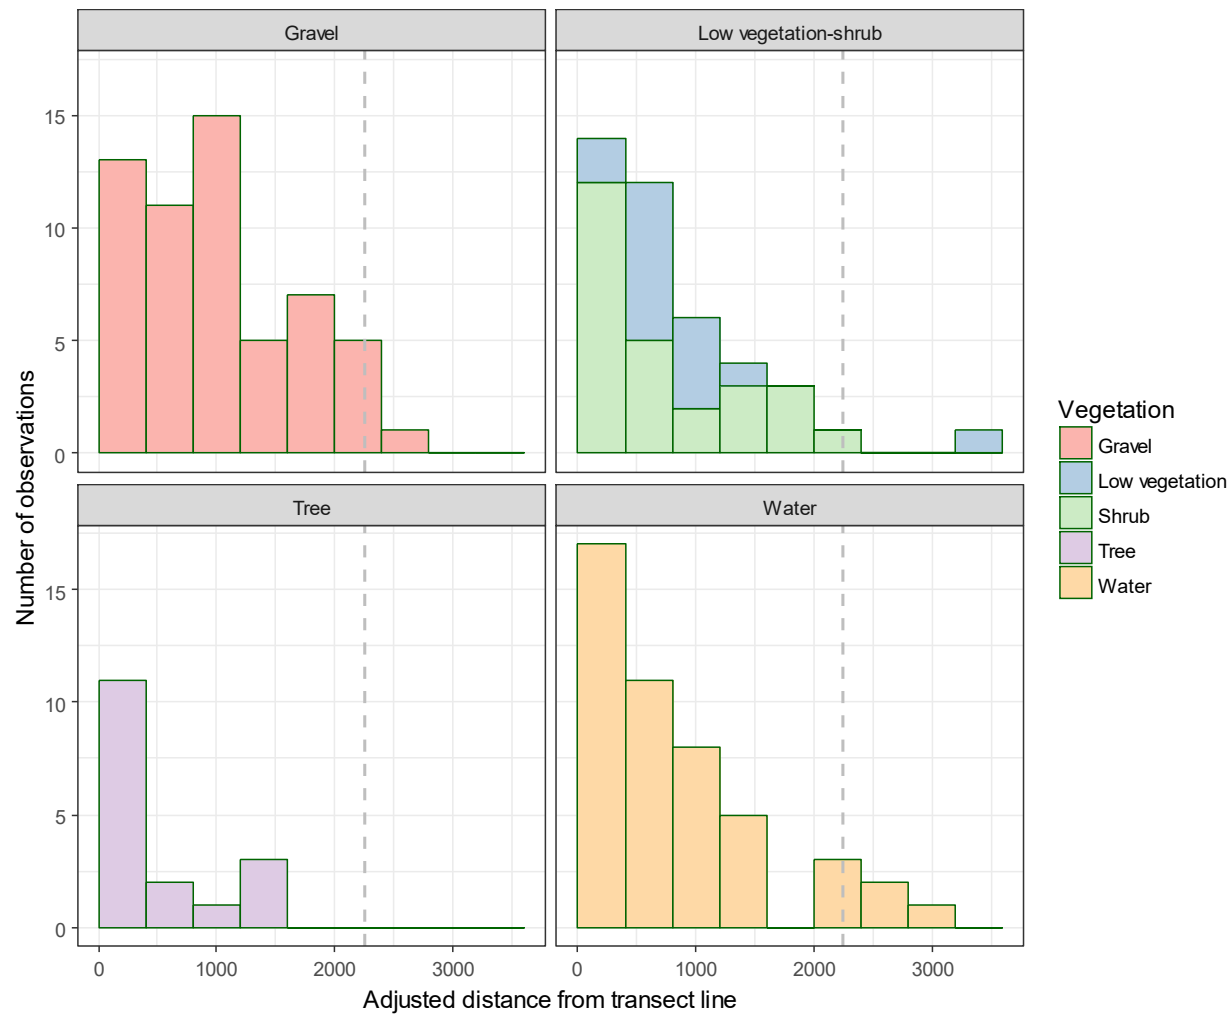 Gravel
Low vegetation-shrub
15
10
5
0
Tree
Water
15
10
5
0
0
1000
2000
3000
0
1000
2000
3000
Number of observations
Adjusted distance from transect line
Vegetation
Gravel
Low vegetation
Shrub
Tree
Water